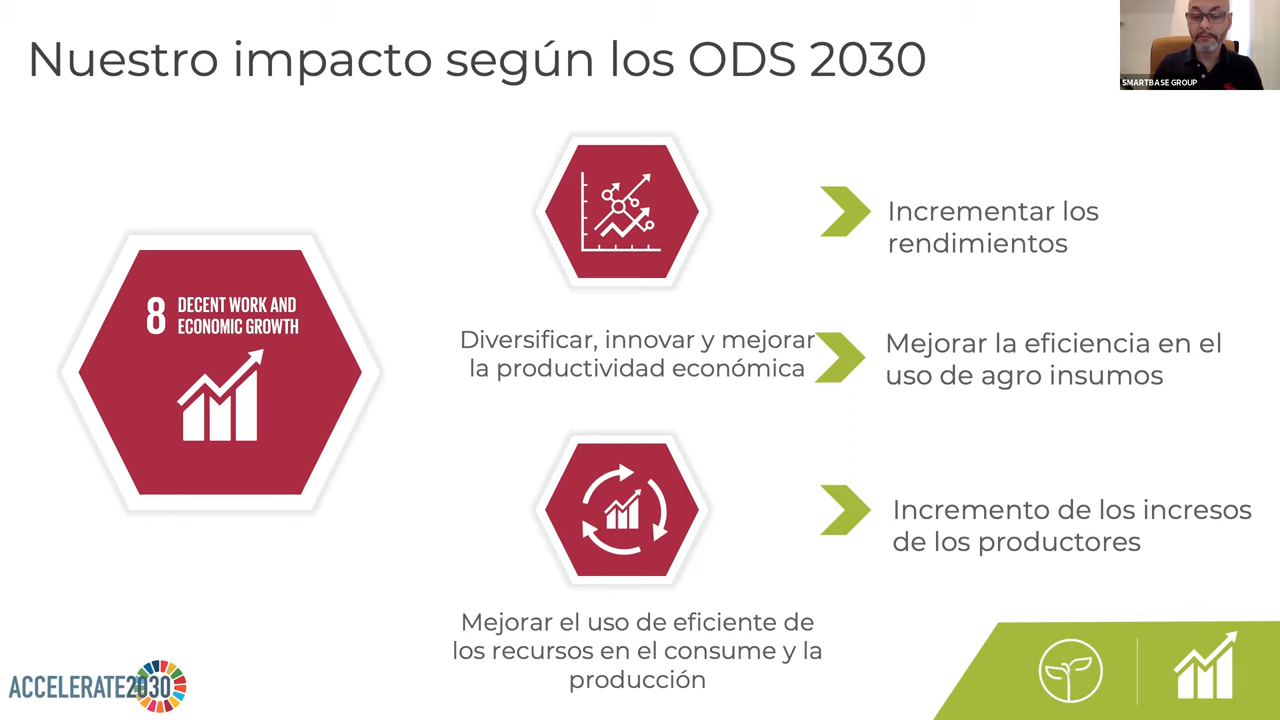 Nuestro impacto según los ODS 2030
SMARTBASE GROUP
8 DECENT WORK AND
ECONOMIC GROWTH
Diversificar, innovar y mejorar
la productividad económica
Mejorar el uso de eficiente de
los recursos en el consume y la
producción
Incrementar los
rendimientos
Mejorar la eficiencia en el
uso de agro insumos
Incremento de los incresos
de los productores
ACCELERATE2030